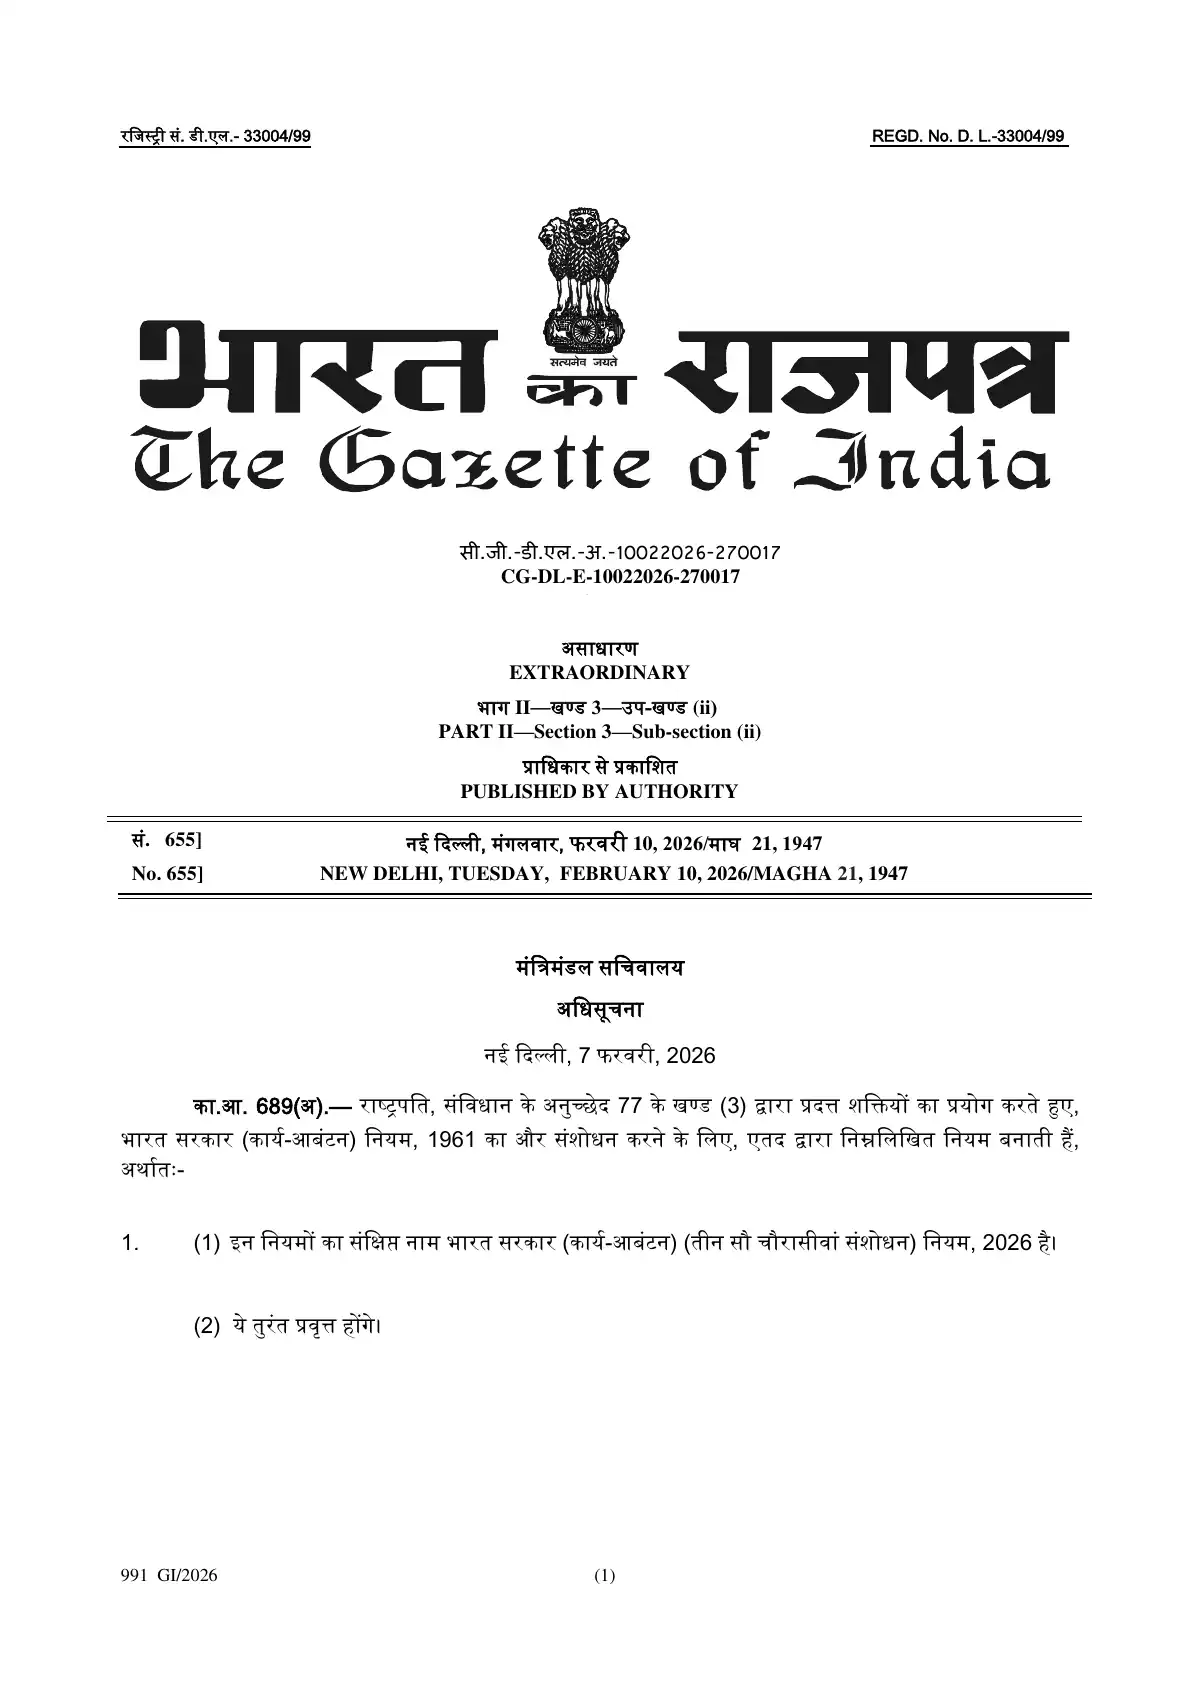 रजिस्ट्री सं. डी.एल.- 33004/99
REGD. No. D. L.-33004/99
सत्यमेव जयते
भारत का राजपत्र
The Gazette of India
सी.जी.-डी.एल.-अ.-10022026-270017
CG-DL-E-10022026-270017
असाधारण
EXTRAORDINARY
भाग II—खण्ड 3—उप-खण्ड (ii)
PART II—Section 3—Sub-section (ii)
प्राधिकार से प्रकाशित
PUBLISHED BY AUTHORITY
सं. 655] नई दिल्ली, मंगलवार, फरवरी 10, 2026/माघ 21, 1947
No. 655] NEW DELHI, TUESDAY, FEBRUARY 10, 2026/MAGHA 21, 1947
मंत्रिमंडल सचिवालय
अधिसूचना
नई दिल्ली, 7 फरवरी, 2026
का.आ. 689(अ).— राष्ट्रपति, संविधान के अनुच्छेद 77 के खण्ड (3) द्वारा प्रदत्त शक्तियों का प्रयोग करते हुए,
भारत सरकार (कार्य-आबंटन) नियम, 1961 का और संशोधन करने के लिए, एतद द्वारा निम्नलिखित नियम बनाती हैं,
अर्थात:-
1. (1) इन नियमों का संक्षिप्त नाम भारत सरकार (कार्य-आबंटन) (तीन सौ चौरासीवां संशोधन) नियम, 2026 है।
(2) ये तुरंत प्रवृत्त होंगे।
991 GI/2026 (1)